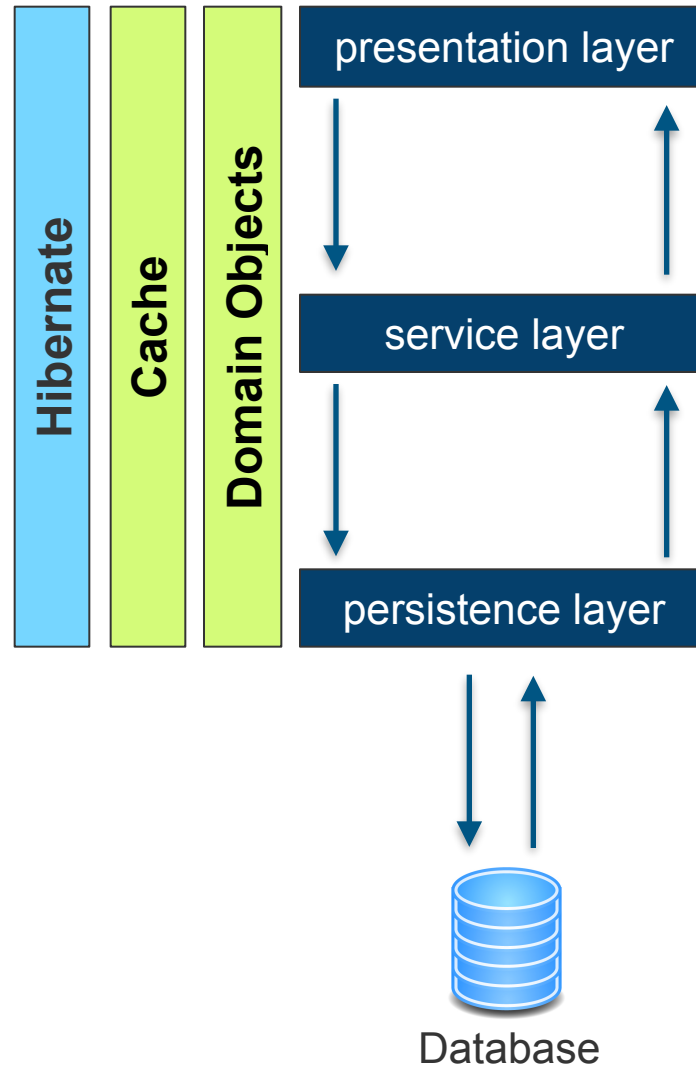 Hibernate
Cache
Domain Objects
presentation layer
service layer
persistence layer
Database